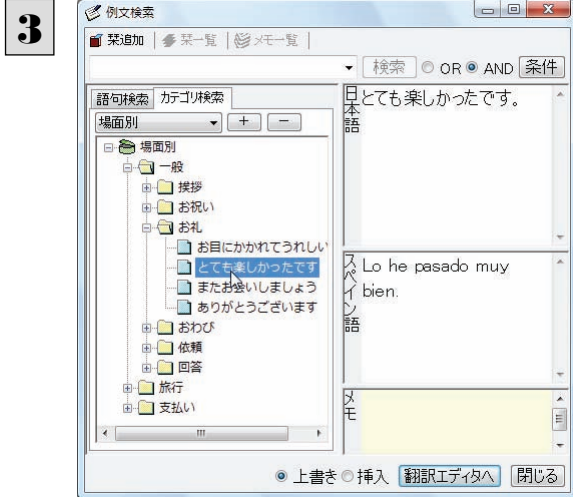 3
例文検索
栞追加 栞一覧 メモ一覧
検索 OR AND 条件
語句検索 カテゴリ検索
場面別 + −
場面別
一般
挨拶
お祝い
お礼
お目にかかれてうれしい
とても楽しかったです
またお会いしましょう
ありがとうございます
おわび
依頼
回答
旅行
支払い
日本語
とても楽しかったです。
スペイン語
Lo he pasado muy
bien.
メモ
上書き 挿入 翻訳エディタへ 閉じる